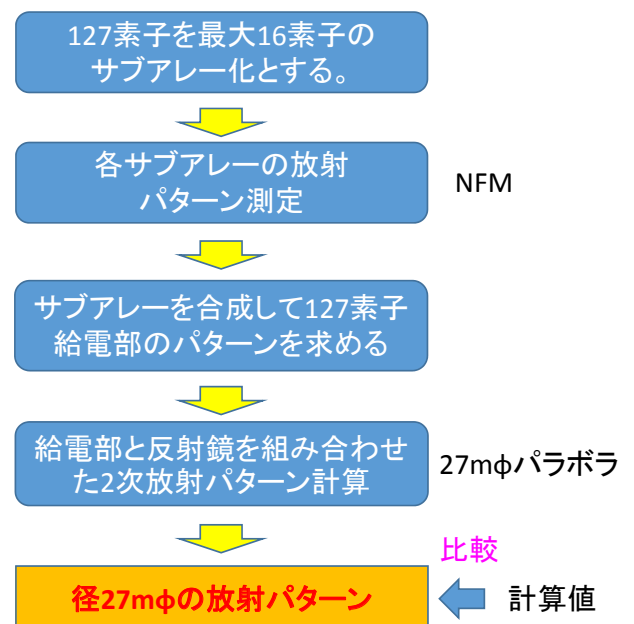 127素子を最大16素子の
サブアレー化とする。
各サブアレーの放射
パターン測定
NFM
サブアレーを合成して127素子
給電部のパターンを求める
給電部と反射鏡を組み合わせ
た2次放射パターン計算
27mφパラボラ
比較
径27mφの放射パターン
計算値